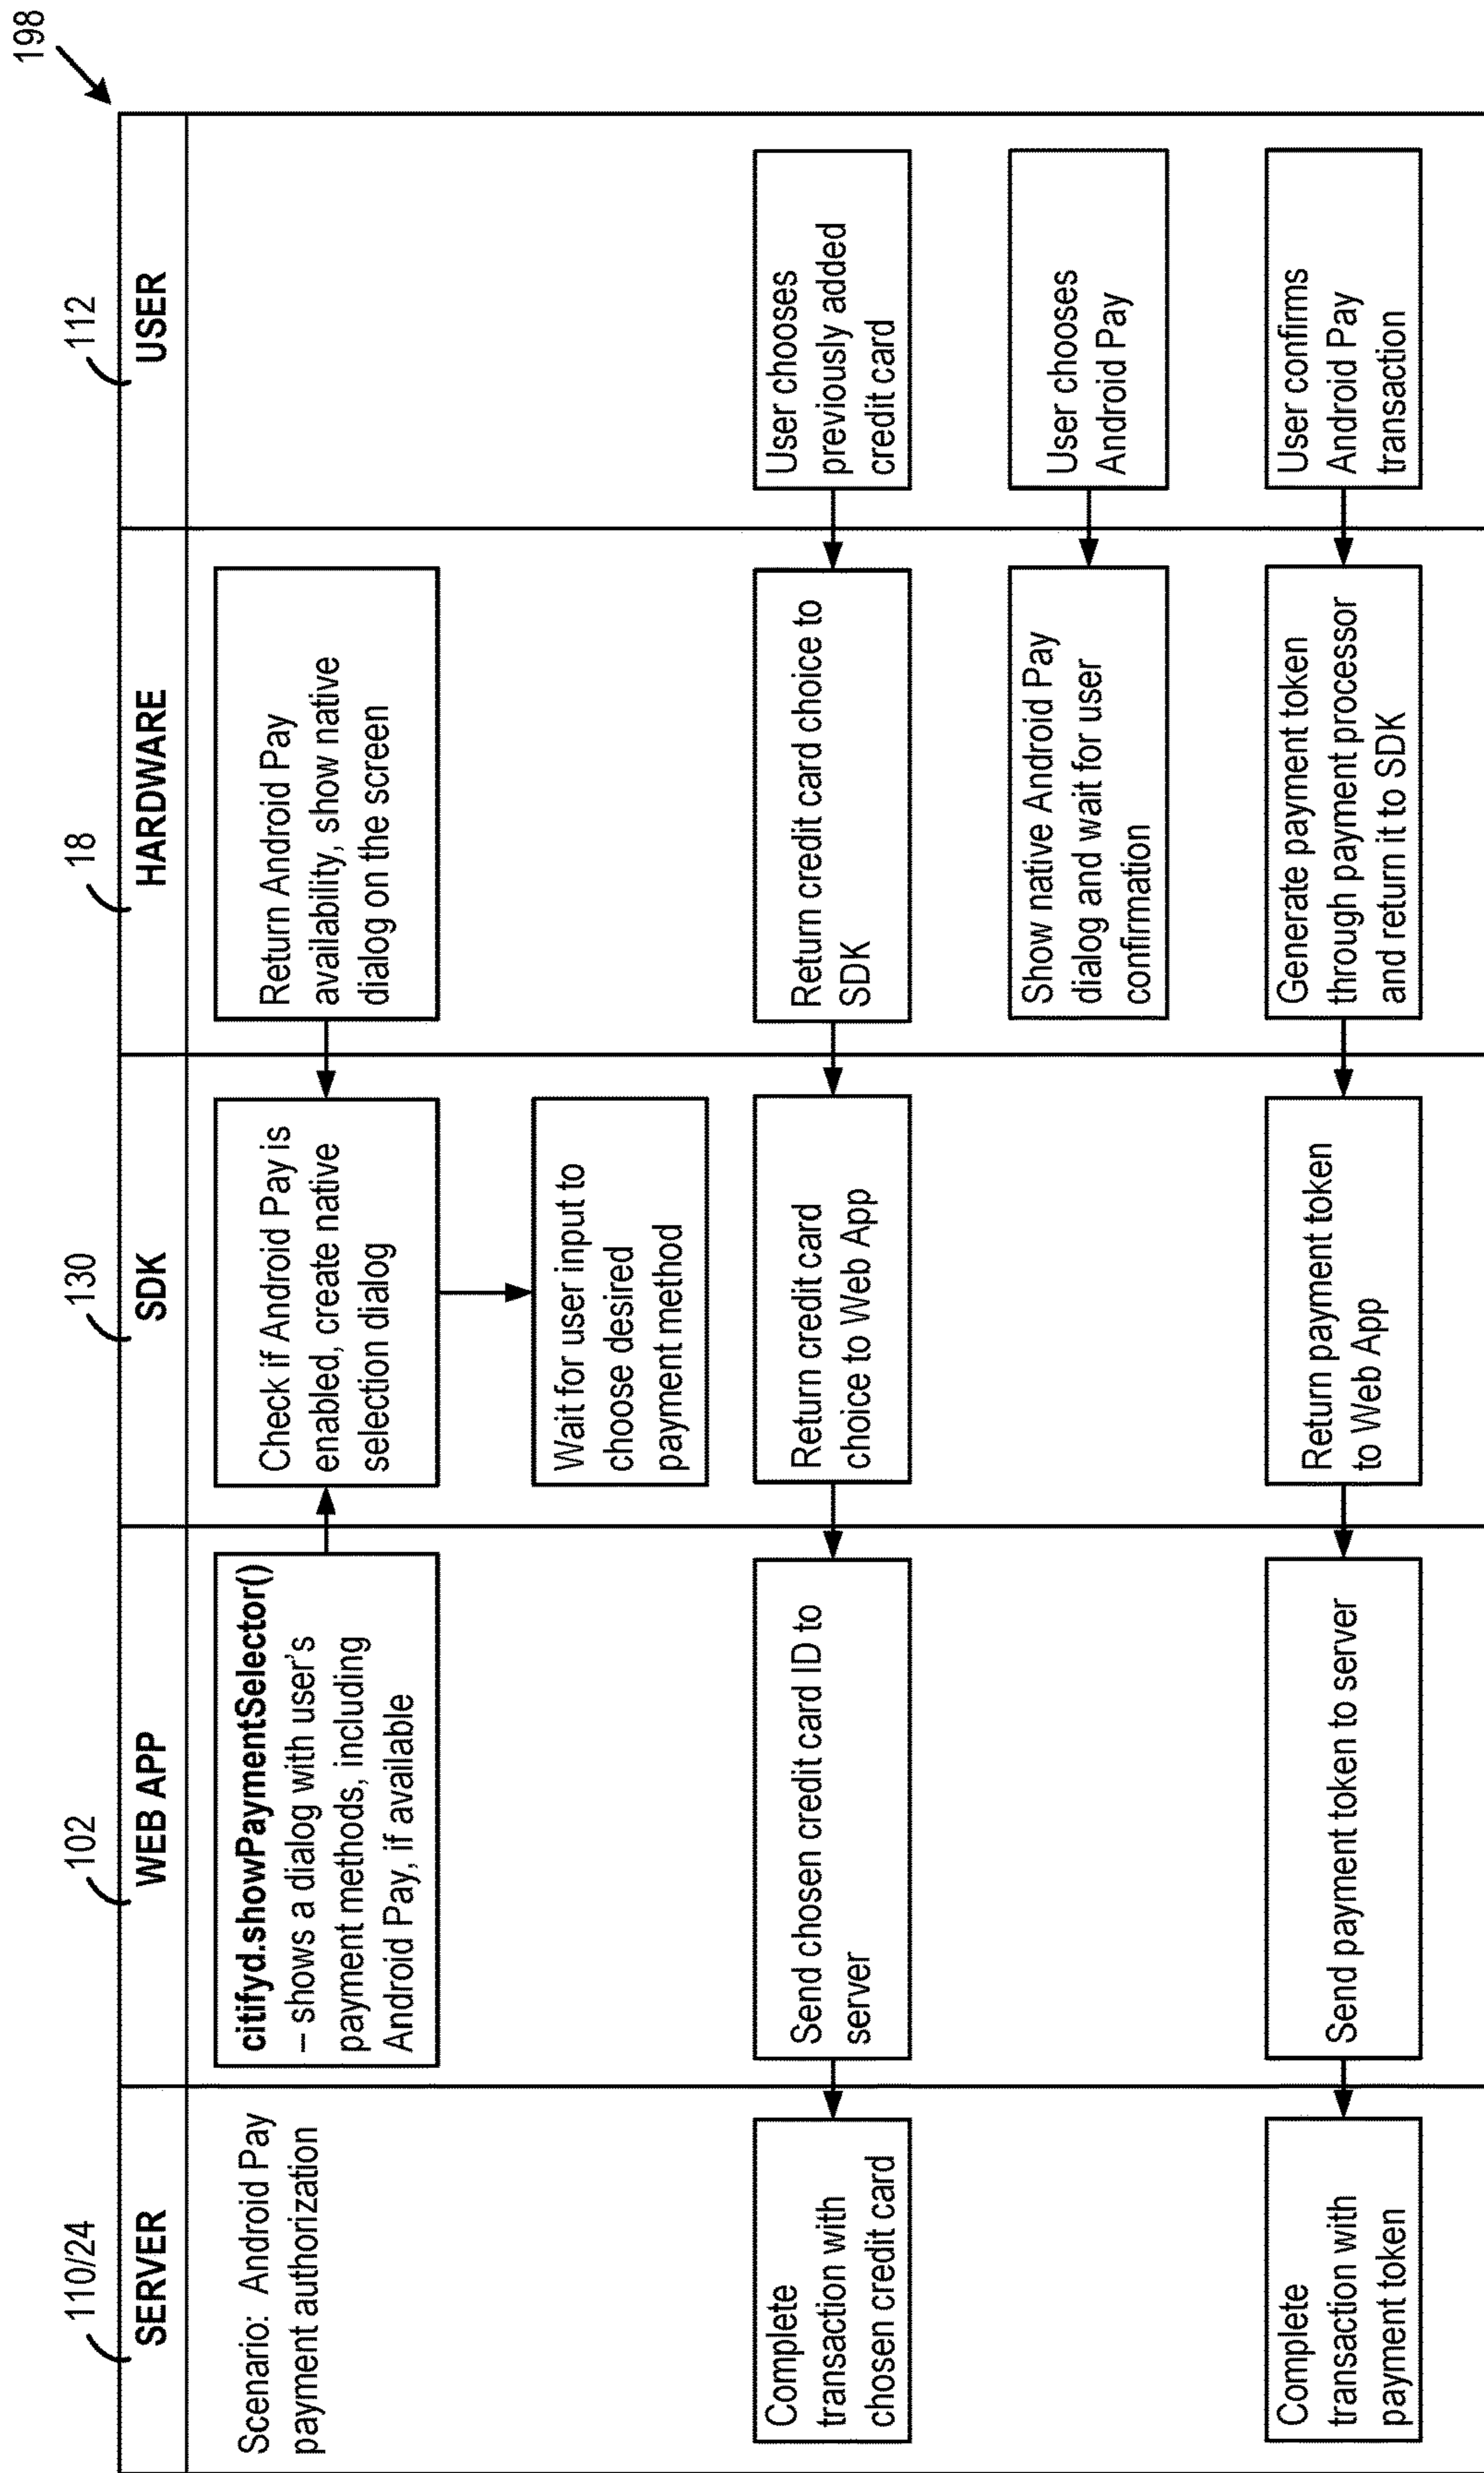 198
110/24
102
130
18
112
SERVER
WEB APP
SDK
HARDWARE
USER
Scenario: Android Pay
payment authorization
citifyd.showPaymentSelector()
– shows a dialog with user's
payment methods, including
Android Pay, if available
Check if Android Pay is
enabled, create native
selection dialog
Return Android Pay
availability, show native
dialog on the screen
Wait for user input to
choose desired
payment method
Complete
transaction with
chosen credit card
Send chosen credit card ID to
server
Return credit card
choice to Web App
Return credit card choice to
SDK
User chooses
previously added
credit card
Show native Android Pay
dialog and wait for user
confirmation
User chooses
Android Pay
Complete
transaction with
payment token
Send payment token to server
Return payment token
to Web App
Generate payment token
through payment processor
and return it to SDK
User confirms
Android Pay
transaction